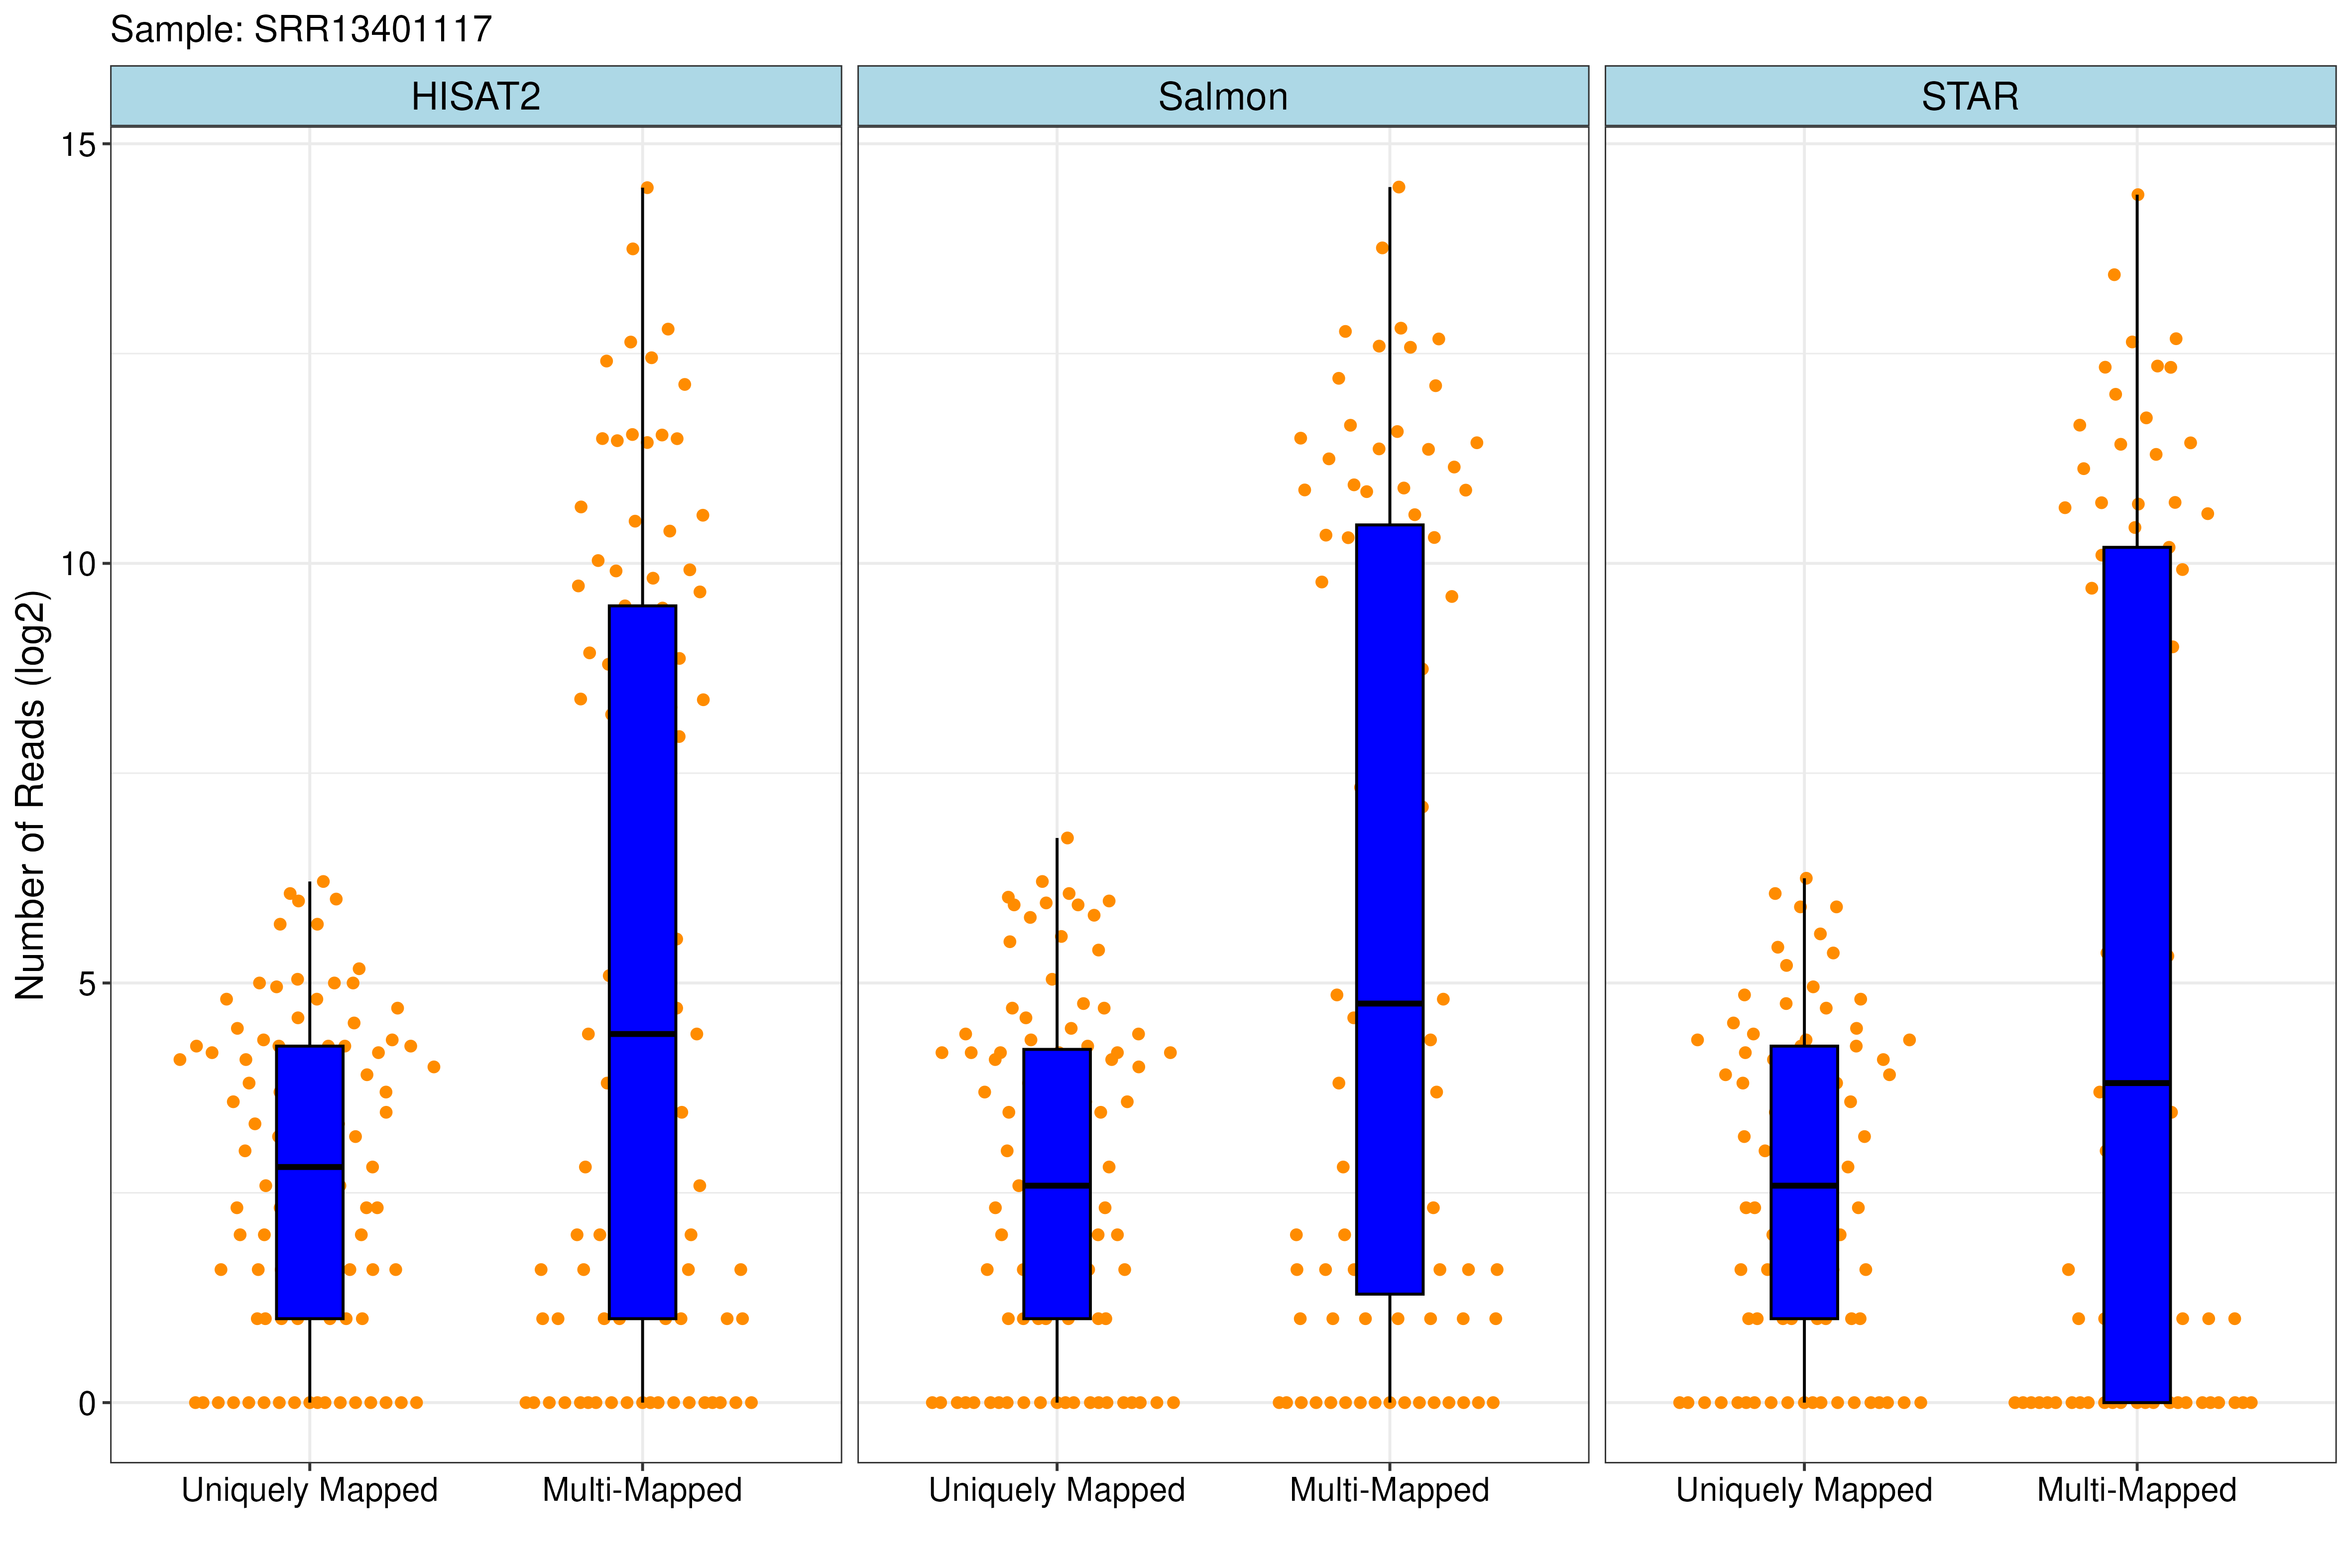 Sample: SRR13401117
HISAT2
Salmon
STAR
Number of Reads (log2)
15
10
5
0
Uniquely Mapped
Multi-Mapped
Uniquely Mapped
Multi-Mapped
Uniquely Mapped
Multi-Mapped